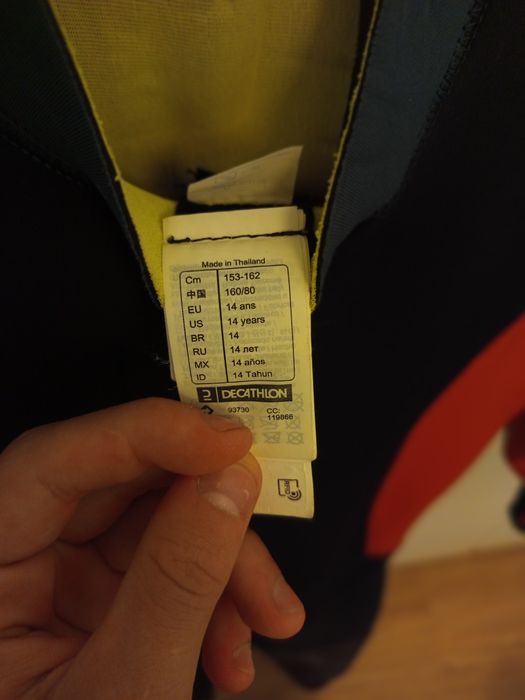 Made in Thailand
Cm 153-162
中国 160/80
EU 14 ans
US 14 years
BR 14
RU 14 лет
MX 14 años
ID 14 Tahun
DECATHLON
93730 CC:
119866